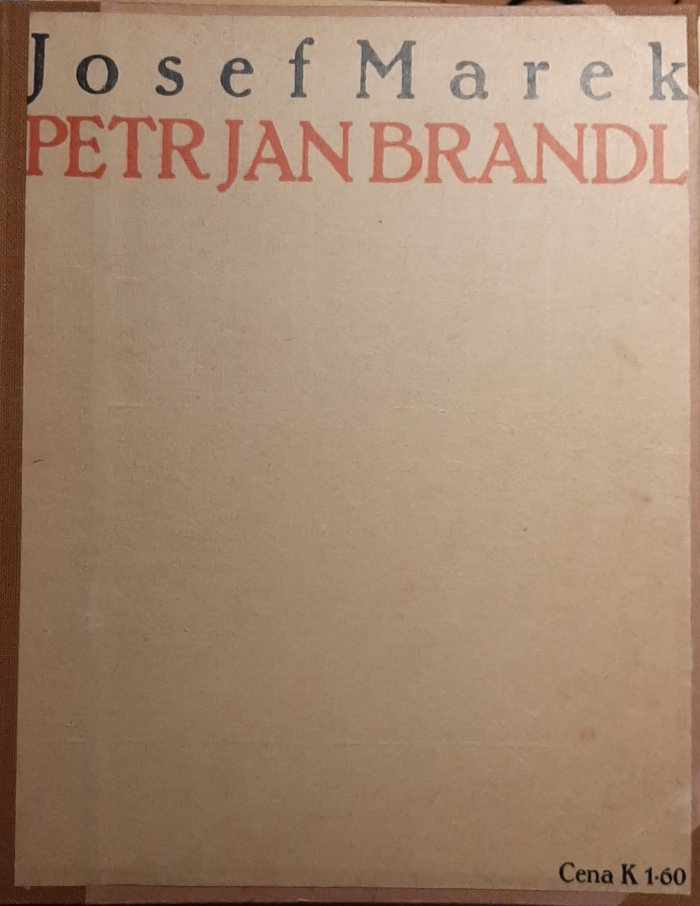 Josef Marek
PETR JAN BRANDL
Cena K 1·60